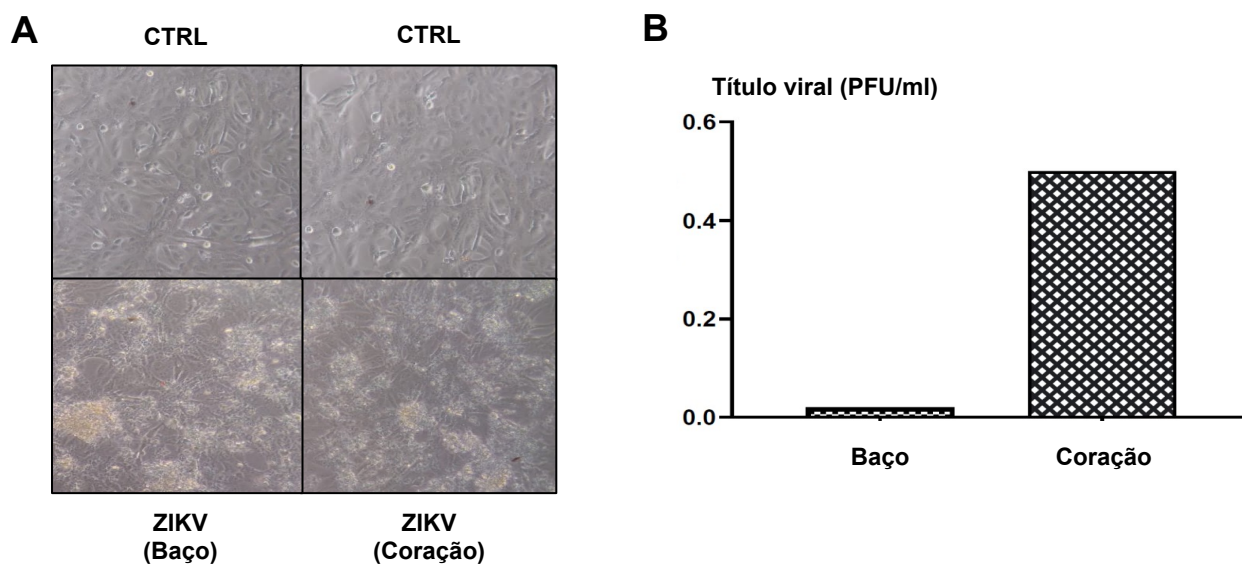 A
CTRL
CTRL
ZIKV
(Baço)
ZIKV
(Coração)
B
Título viral (PFU/ml)
0.6
0.4
0.2
0.0
Baço
Coração